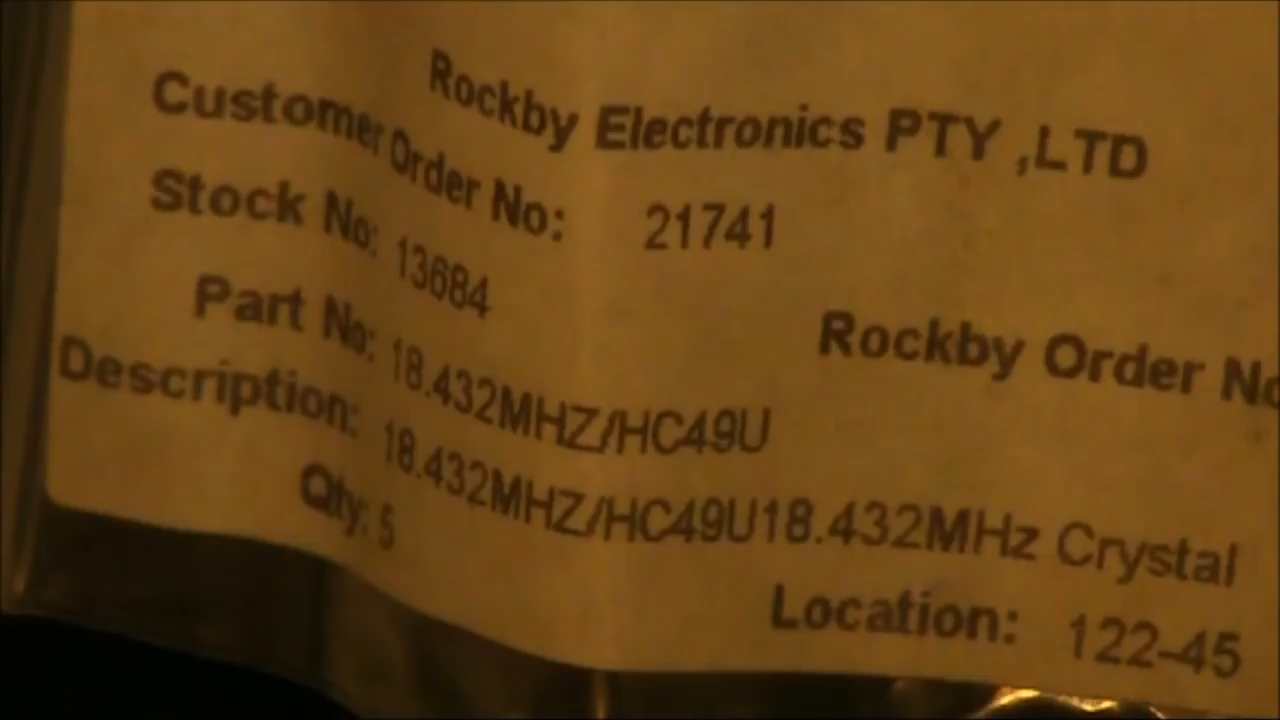 Rockby Electronics PTY ,LTD
Customer Order No: 21741
Stock No: 13684
Rockby Order No
Part No: 18.432MHZ/HC49U
Description: 18.432MHZ/HC49U18.432MHz Crystal
Qty: 5
Location: 122-45